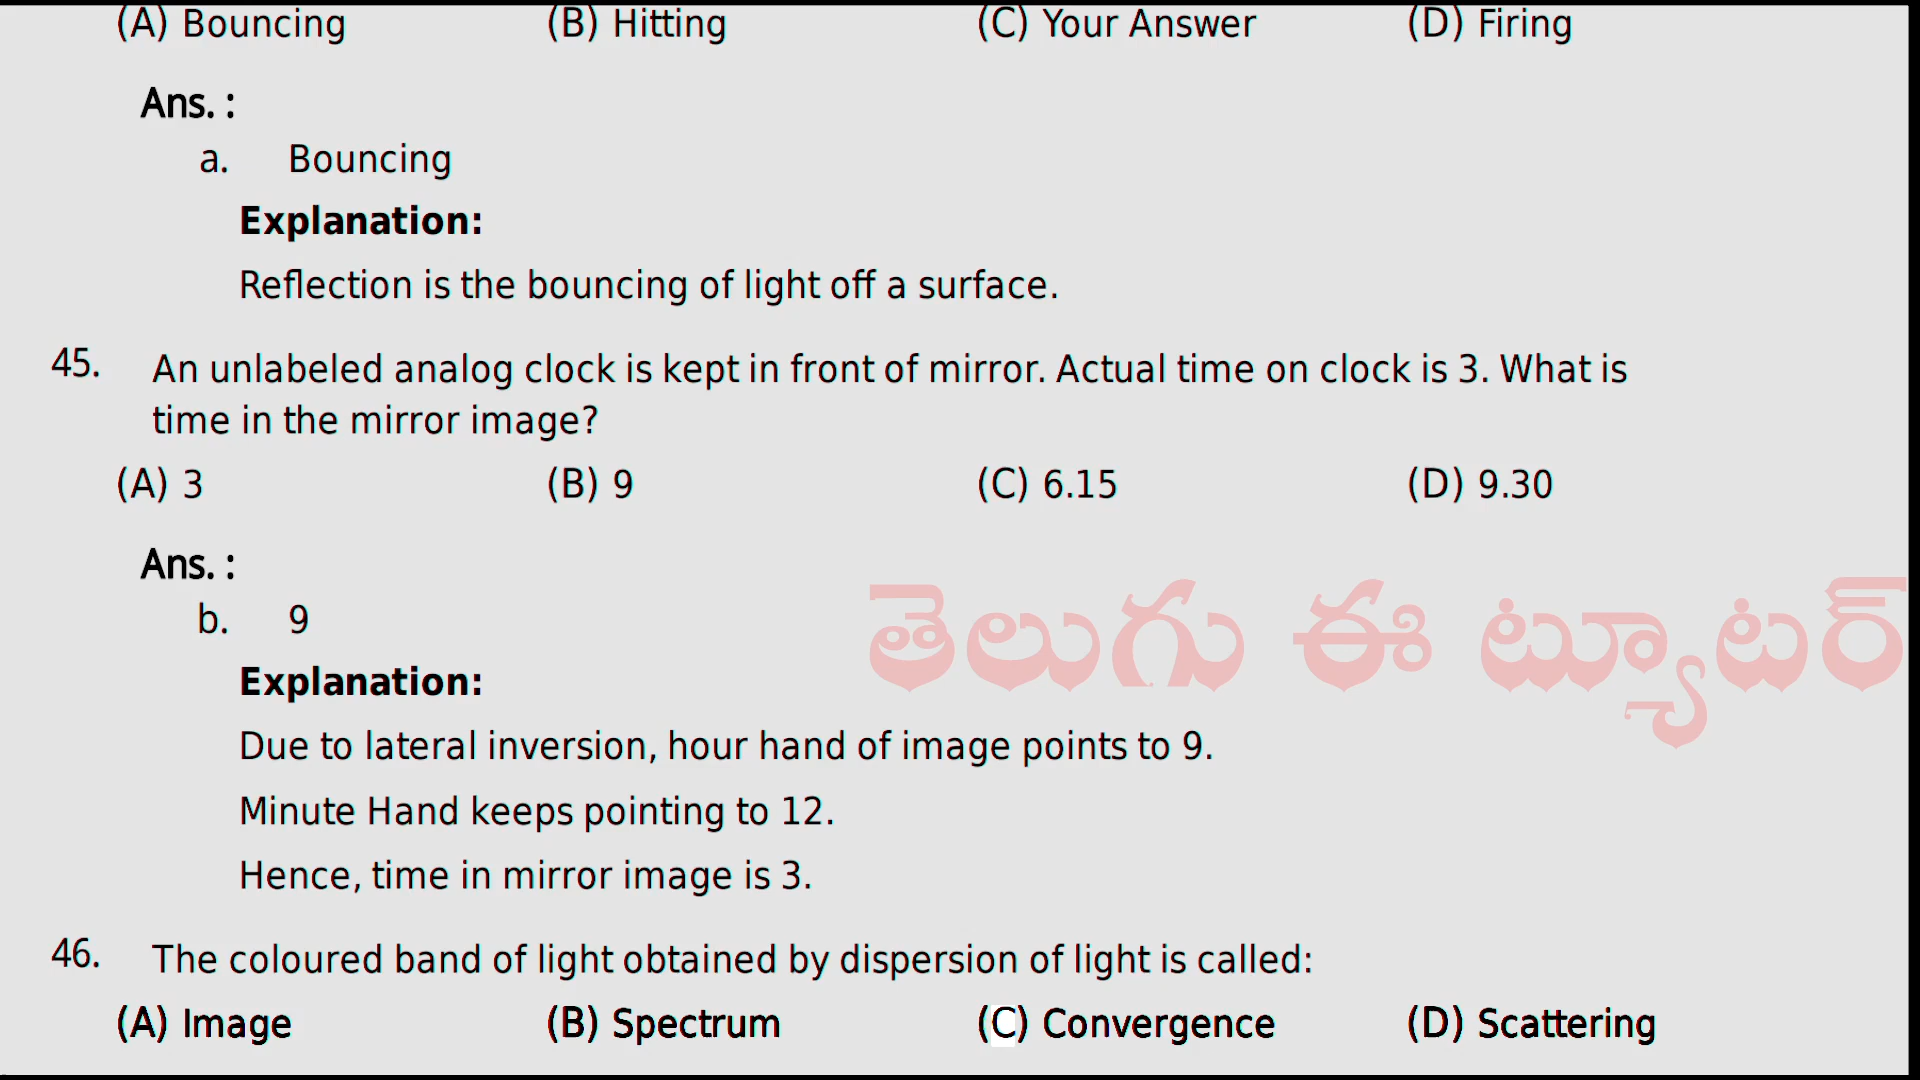 (A) Bouncing (B) Hitting (C) Your Answer (D) Firing
Ans. :
a. Bouncing
Explanation:
Reflection is the bouncing of light off a surface.
45. An unlabeled analog clock is kept in front of mirror. Actual time on clock is 3. What is
time in the mirror image?
(A) 3 (B) 9 (C) 6.15 (D) 9.30
Ans. :
b. 9
తెలుగు ఈ ట్యూటర్
Explanation:
Due to lateral inversion, hour hand of image points to 9.
Minute Hand keeps pointing to 12.
Hence, time in mirror image is 3.
46. The coloured band of light obtained by dispersion of light is called:
(A) Image (B) Spectrum (C) Convergence (D) Scattering